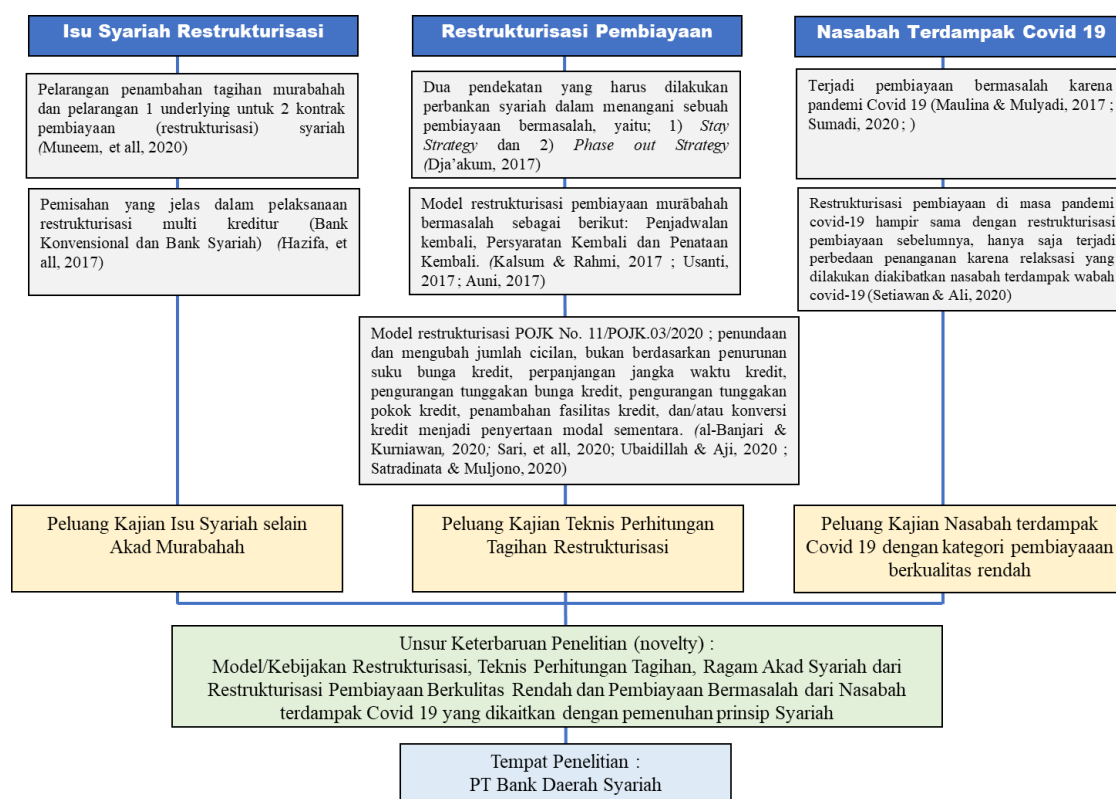 Isu Syariah Restrukturisasi
Pelarangan penambahan tagihan murabahah
dan pelarangan 1 underlying untuk 2 kontrak
pembiayaan (restrukturisasi) syariah
(Muneem, et all, 2020)
Pemisahan yang jelas dalam pelaksanaan
restrukturisasi multi kreditur (Bank
Konvensional dan Bank Syariah) (Hazifa, et
all, 2017)
Restrukturisasi Pembiayaan
Dua pendekatan yang harus dilakukan
perbankan syariah dalam menangani sebuah
pembiayaan bermasalah, yaitu; 1) Stay
Strategy dan 2) Phase out Strategy
(Dja’akum, 2017)
Model restrukturisasi pembiayaan murābahah
bermasalah sebagai berikut: Penjadwalan
kembali, Persyaratan Kembali dan Penataan
Kembali. (Kalsum & Rahmi, 2017 ; Usanti,
2017 ; Auni, 2017)
Model restrukturisasi POJK No. 11/POJK.03/2020 ; penundaan
dan mengubah jumlah cicilan, bukan berdasarkan penurunan
suku bunga kredit, perpanjangan jangka waktu kredit,
pengurangan tunggakan bunga kredit, pengurangan tunggakan
pokok kredit, penambahan fasilitas kredit, dan/atau konversi
kredit menjadi penyertaan modal sementara. (al-Banjari &
Kurniawan, 2020; Sari, et all, 2020; Ubaidillah & Aji, 2020 ;
Satradinata & Muljono, 2020)
Nasabah Terdampak Covid 19
Terjadi pembiayaan bermasalah karena
pandemi Covid 19 (Maulina & Mulyadi, 2017 ;
Sumadi, 2020 ; )
Restrukturisasi pembiayaan di masa pandemi
covid-19 hampir sama dengan restrukturisasi
pembiayaan sebelumnya, hanya saja terjadi
perbedaan penanganan karena relaksasi yang
dilakukan diakibatkan nasabah terdampak wabah
covid-19 (Setiawan & Ali, 2020)
Peluang Kajian Isu Syariah selain
Akad Murabahah
Peluang Kajian Teknis Perhitungan
Tagihan Restrukturisasi
Peluang Kajian Nasabah terdampak
Covid 19 dengan kategori pembiayaaan
berkualitas rendah
Unsur Keterbaruan Penelitian (novelty) :
Model/Kebijakan Restrukturisasi, Teknis Perhitungan Tagihan, Ragam Akad Syariah dari
Restrukturisasi Pembiayaan Berkulitas Rendah dan Pembiayaan Bermasalah dari Nasabah
terdampak Covid 19 yang dikaitkan dengan pemenuhan prinsip Syariah
Tempat Penelitian :
PT Bank Daerah Syariah